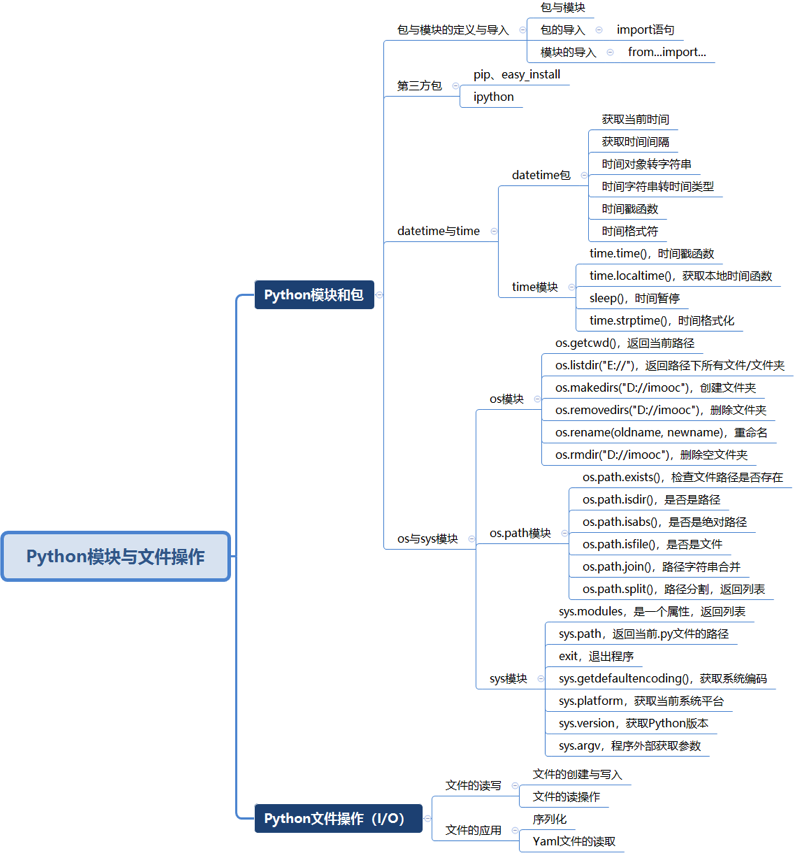 包与模块
包与模块的定义与导入
包的导入
import语句
模块的导入
from...import...
第三方包
pip、easy_install
ipython
获取当前时间
获取时间间隔
时间对象转字符串
datetime包
时间字符串转时间类型
时间戳函数
时间格式符
datetime与time
time.time()，时间戳函数
time.localtime()，获取本地时间函数
time模块
sleep()，时间暂停
time.strptime()，时间格式化
Python模块和包
os.getcwd()，返回当前路径
os.listdir("E://")，返回路径下所有文件/文件夹
os.makedirs("D://imooc")，创建文件夹
os模块
os.removedirs("D://imooc")，删除文件夹
os.rename(oldname, newname)，重命名
os.rmdir("D://imooc")，删除空文件夹
os.path.exists()，检查文件路径是否存在
os.path.isdir()，是否是路径
os.path.isabs()，是否是绝对路径
os与sys模块
os.path模块
os.path.isfile()，是否是文件
os.path.join()，路径字符串合并
os.path.split()，路径分割，返回列表
Python模块与文件操作
sys.modules，是一个属性，返回列表
sys.path，返回当前.py文件的路径
exit，退出程序
sys模块
sys.getdefaultencoding()，获取系统编码
sys.platform，获取当前系统平台
sys.version，获取Python版本
sys.argv，程序外部获取参数
文件的读写
文件的创建与写入
文件的读操作
Python文件操作（I/O）
文件的应用
序列化
Yaml文件的读取